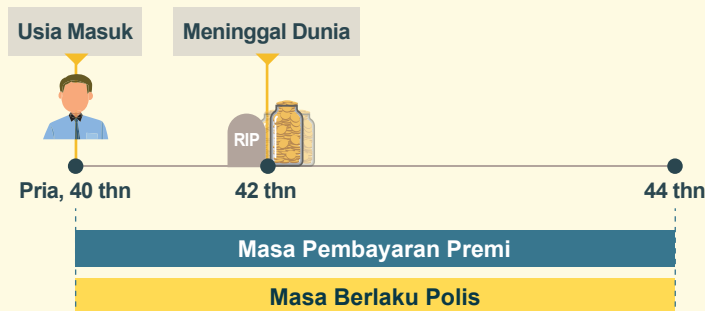 Usia Masuk
Meninggal Dunia
RIP
Pria, 40 thn
42 thn
44 thn
Masa Pembayaran Premi
Masa Berlaku Polis